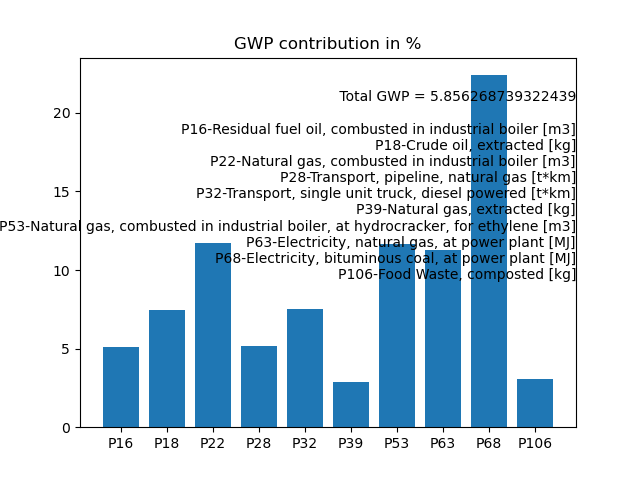 GWP contribution in %
Total GWP = 5.856268739322439
P16-Residual fuel oil, combusted in industrial boiler [m3]
P18-Crude oil, extracted [kg]
P22-Natural gas, combusted in industrial boiler [m3]
P28-Transport, pipeline, natural gas [t*km]
P32-Transport, single unit truck, diesel powered [t*km]
P39-Natural gas, extracted [kg]
P53-Natural gas, combusted in industrial boiler, at hydrocracker, for ethylene [m3]
P63-Electricity, natural gas, at power plant [MJ]
P68-Electricity, bituminous coal, at power plant [MJ]
P106-Food Waste, composted [kg]
20
15
10
5
0
P16 P18 P22 P28 P32 P39 P53 P63 P68 P106